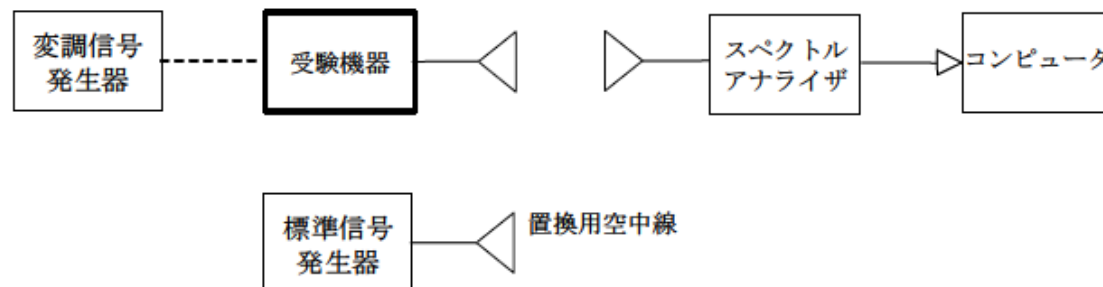 変調信号
発生器
受験機器
スペクトル
アナライザ
コンピュータ
標準信号
発生器
置換用空中線